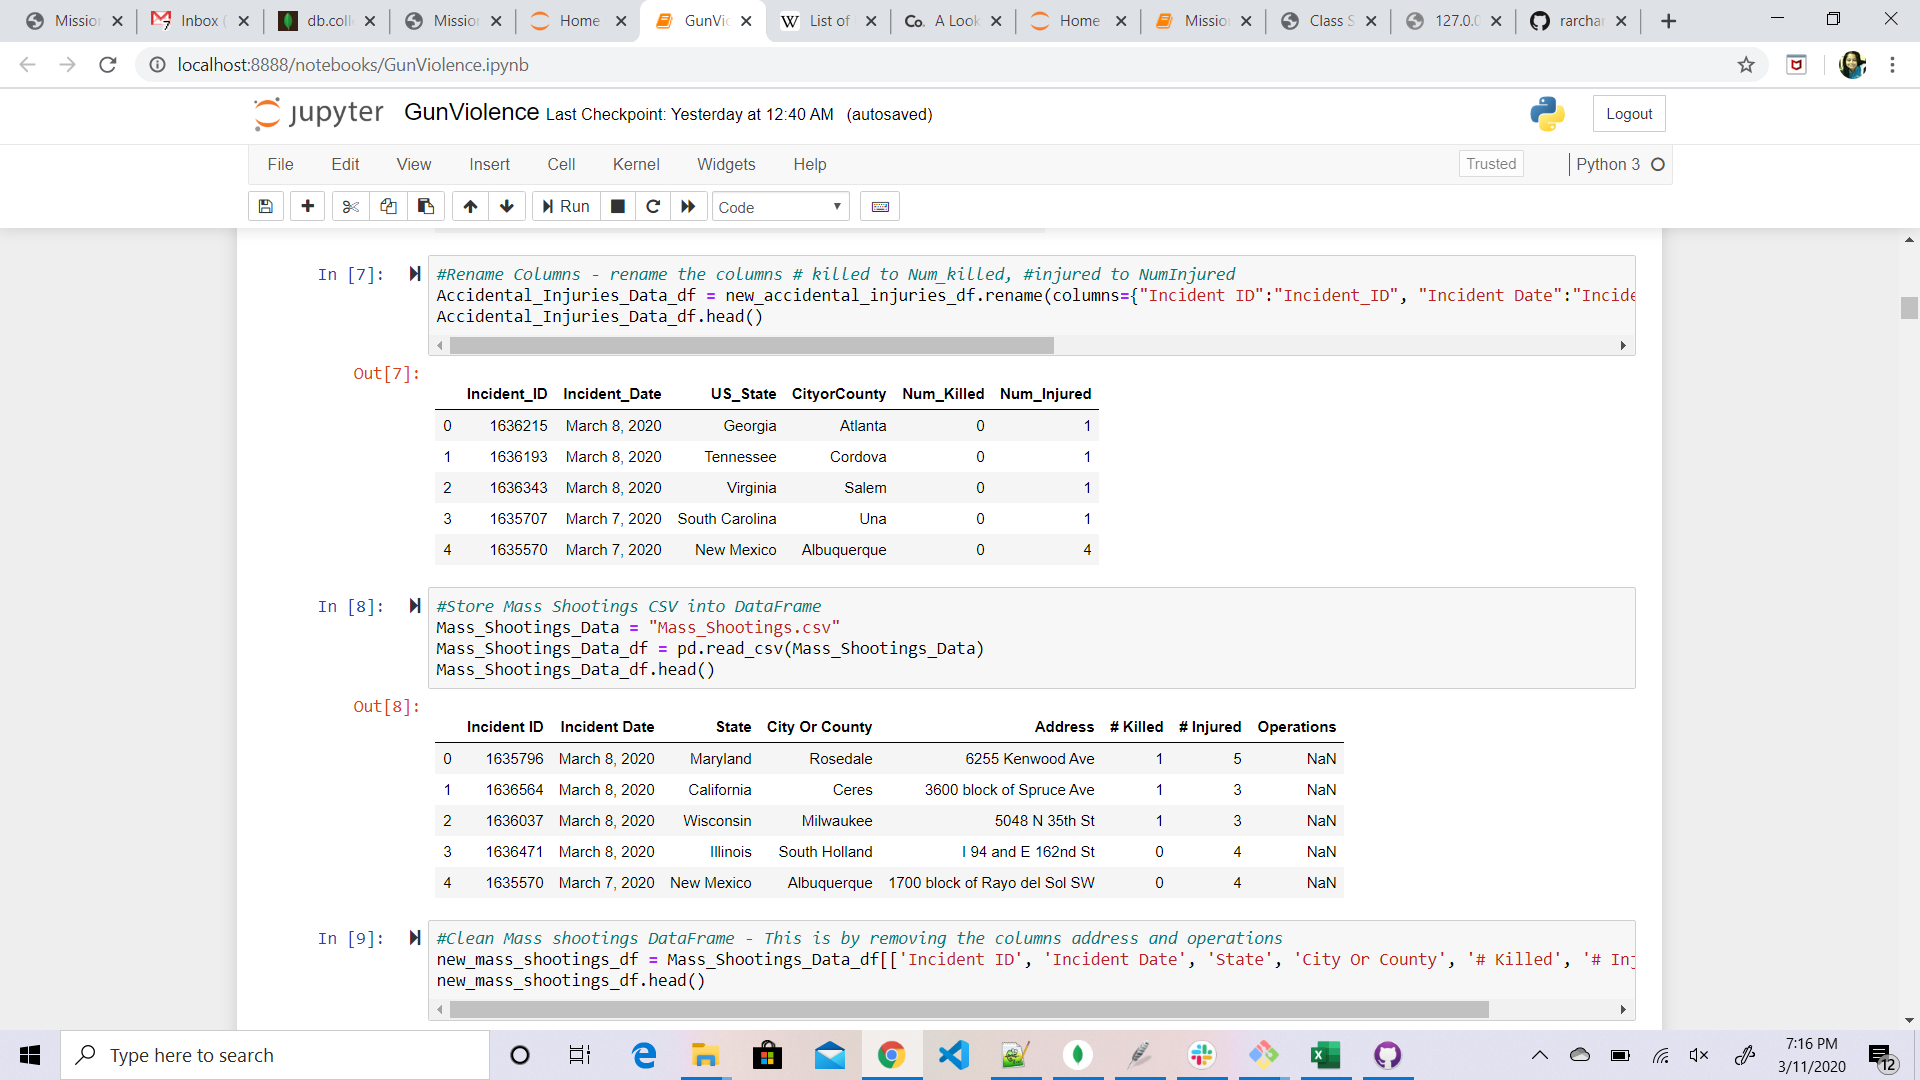 Mission
Inbox (
db.coll
Mission
Home
GunVio
List of
Co. A Look
Home
Mission
Class S
127.0.0
rarchan
localhost:8888/notebooks/GunViolence.ipynb
jupyter GunViolence Last Checkpoint: Yesterday at 12:40 AM (autosaved)
Logout
File Edit View Insert Cell Kernel Widgets Help
Trusted
Python 3
Run
Code
In [7]:
#Rename Columns - rename the columns # killed to Num_killed, #injured to NumInjured
Accidental_Injuries_Data_df = new_accidental_injuries_df.rename(columns={"Incident ID":"Incident_ID", "Incident Date":"Incide
Accidental_Injuries_Data_df.head()
Out[7]:
Incident_ID Incident_Date US_State CityorCounty Num_Killed Num_Injured
0 1636215 March 8, 2020 Georgia Atlanta 0 1
1 1636193 March 8, 2020 Tennessee Cordova 0 1
2 1636343 March 8, 2020 Virginia Salem 0 1
3 1635707 March 7, 2020 South Carolina Una 0 1
4 1635570 March 7, 2020 New Mexico Albuquerque 0 4
In [8]:
#Store Mass Shootings CSV into DataFrame
Mass_Shootings_Data = "Mass_Shootings.csv"
Mass_Shootings_Data_df = pd.read_csv(Mass_Shootings_Data)
Mass_Shootings_Data_df.head()
Out[8]:
Incident ID Incident Date State City Or County Address # Killed # Injured Operations
0 1635796 March 8, 2020 Maryland Rosedale 6255 Kenwood Ave 1 5 NaN
1 1636564 March 8, 2020 California Ceres 3600 block of Spruce Ave 1 3 NaN
2 1636037 March 8, 2020 Wisconsin Milwaukee 5048 N 35th St 1 3 NaN
3 1636471 March 8, 2020 Illinois South Holland I 94 and E 162nd St 0 4 NaN
4 1635570 March 7, 2020 New Mexico Albuquerque 1700 block of Rayo del Sol SW 0 4 NaN
In [9]:
#Clean Mass shootings DataFrame - This is by removing the columns address and operations
new_mass_shootings_df = Mass_Shootings_Data_df[['Incident ID', 'Incident Date', 'State', 'City Or County', '# Killed', '# Inj
new_mass_shootings_df.head()
Type here to search
7:16 PM
3/11/2020
12